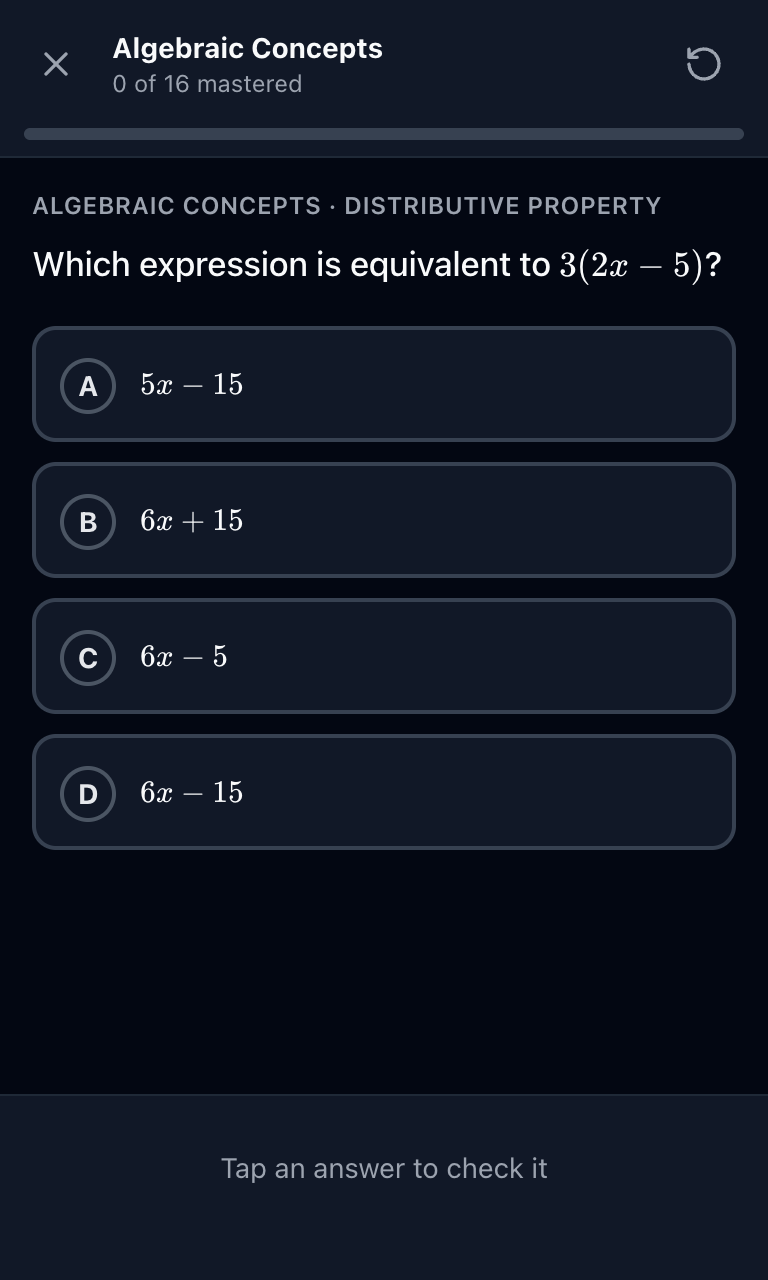 Algebraic Concepts
0 of 16 mastered
ALGEBRAIC CONCEPTS · DISTRIBUTIVE PROPERTY
Which expression is equivalent to 3(2x − 5)?
A 5x − 15
B 6x + 15
C 6x − 5
D 6x − 15
Tap an answer to check it